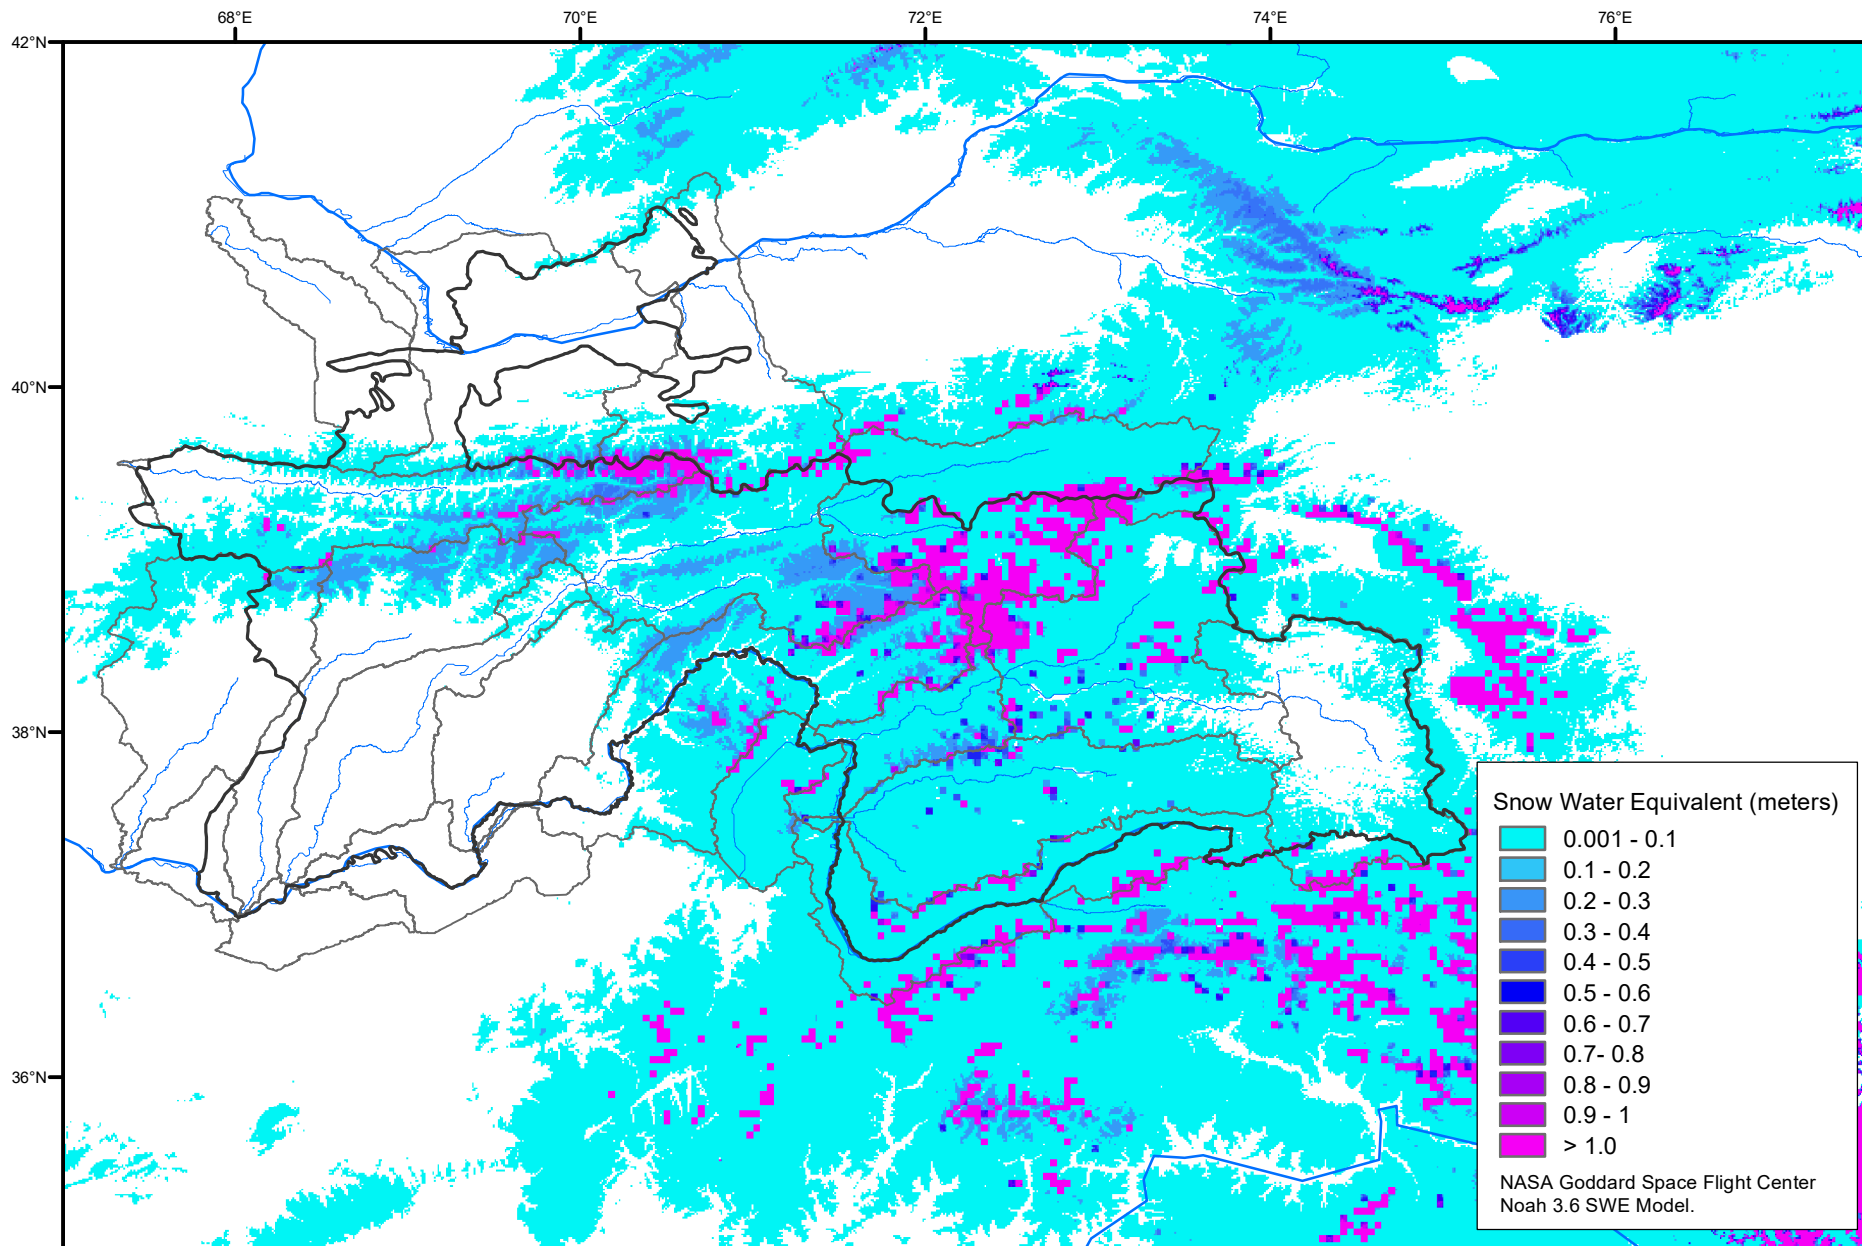 68°E 70°E 72°E 74°E 76°E
42°N
40°N
38°N
36°N
Snow Water Equivalent (meters)
0.001 - 0.1
0.1 - 0.2
0.2 - 0.3
0.3 - 0.4
0.4 - 0.5
0.5 - 0.6
0.6 - 0.7
0.7- 0.8
0.8 - 0.9
0.9 - 1
> 1.0
NASA Goddard Space Flight Center
Noah 3.6 SWE Model.